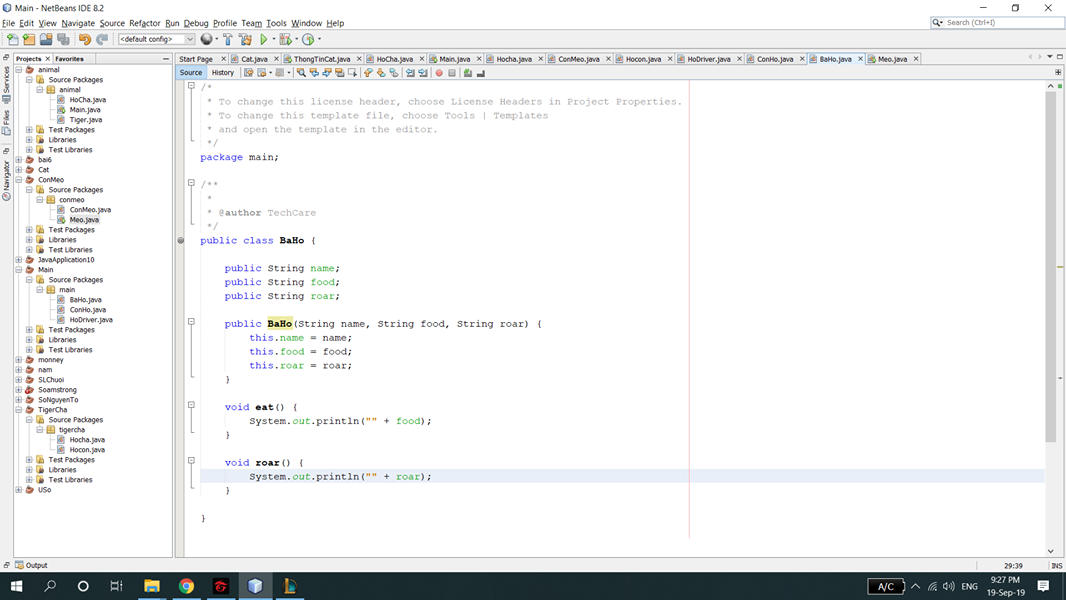 Main - NetBeans IDE 8.2
File Edit View Navigate Source Refactor Run Debug Profile Team Tools Window Help
Search (Ctrl+I)
<default config>
Projects Favorites
Start Page Cat.java ThongTinCat.java HoCha.java Main.java Hocha.java ConMeo.java Hocon.java HoDriver.java ConHo.java BaHo.java Meo.java
Source History
Services
Files
Navigator
animal
Source Packages
animal
HoCha.java
Main.java
Tiger.java
Test Packages
Libraries
Test Libraries
bai6
Cat
ConMeo
Source Packages
conmeo
ConMeo.java
Meo.java
Test Packages
Libraries
Test Libraries
JavaApplication10
Main
Source Packages
main
BaHo.java
ConHo.java
HoDriver.java
Test Packages
Libraries
Test Libraries
monney
nam
SLChuoi
Soamstrong
SoNguyenTo
TigerCha
Source Packages
tigercha
Hocha.java
Hocon.java
Test Packages
Libraries
Test Libraries
USo
/*
* To change this license header, choose License Headers in Project Properties.
* To change this template file, choose Tools | Templates
* and open the template in the editor.
*/
package main;
/**
*
* @author TechCare
*/
public class BaHo {
public String name;
public String food;
public String roar;
public BaHo(String name, String food, String roar) {
this.name = name;
this.food = food;
this.roar = roar;
}
void eat() {
System.out.println("" + food);
}
void roar() {
System.out.println("" + roar);
}
}
Output
29:39 INS
A/C ENG 9:27 PM
19-Sep-19